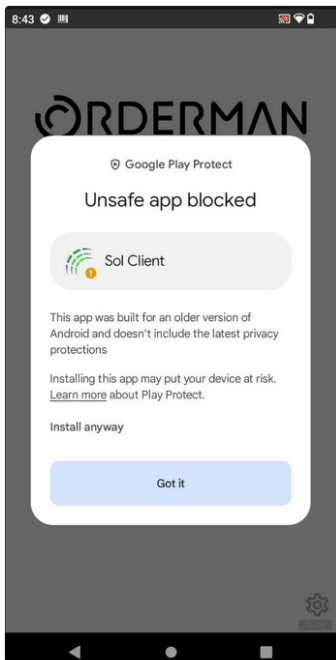 8:43
ORDERMAN
Google Play Protect
Unsafe app blocked
Sol Client
This app was built for an older version of
Android and doesn't include the latest privacy
protections
Installing this app may put your device at risk.
Learn more about Play Protect.
Install anyway
Got it